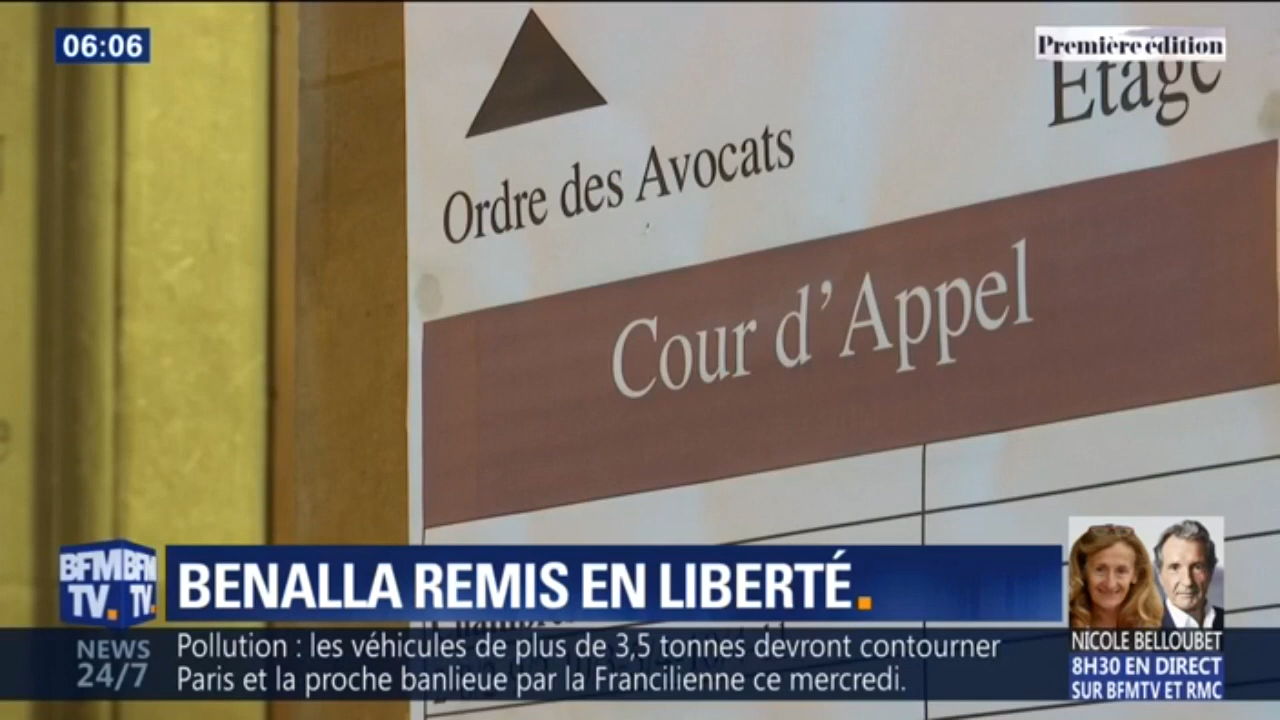 06:06
Première édition
Etage
Ordre des Avocats
Cour d'Appel
BFM BFM
TV. TV.
BENALLA REMIS EN LIBERTÉ.
NEWS
24/7
Pollution : les véhicules de plus de 3,5 tonnes devront contourner
Paris et la proche banlieue par la Francilienne ce mercredi.
NICOLE BELLOUBET
8H30 EN DIRECT
SUR BFMTV ET RMC